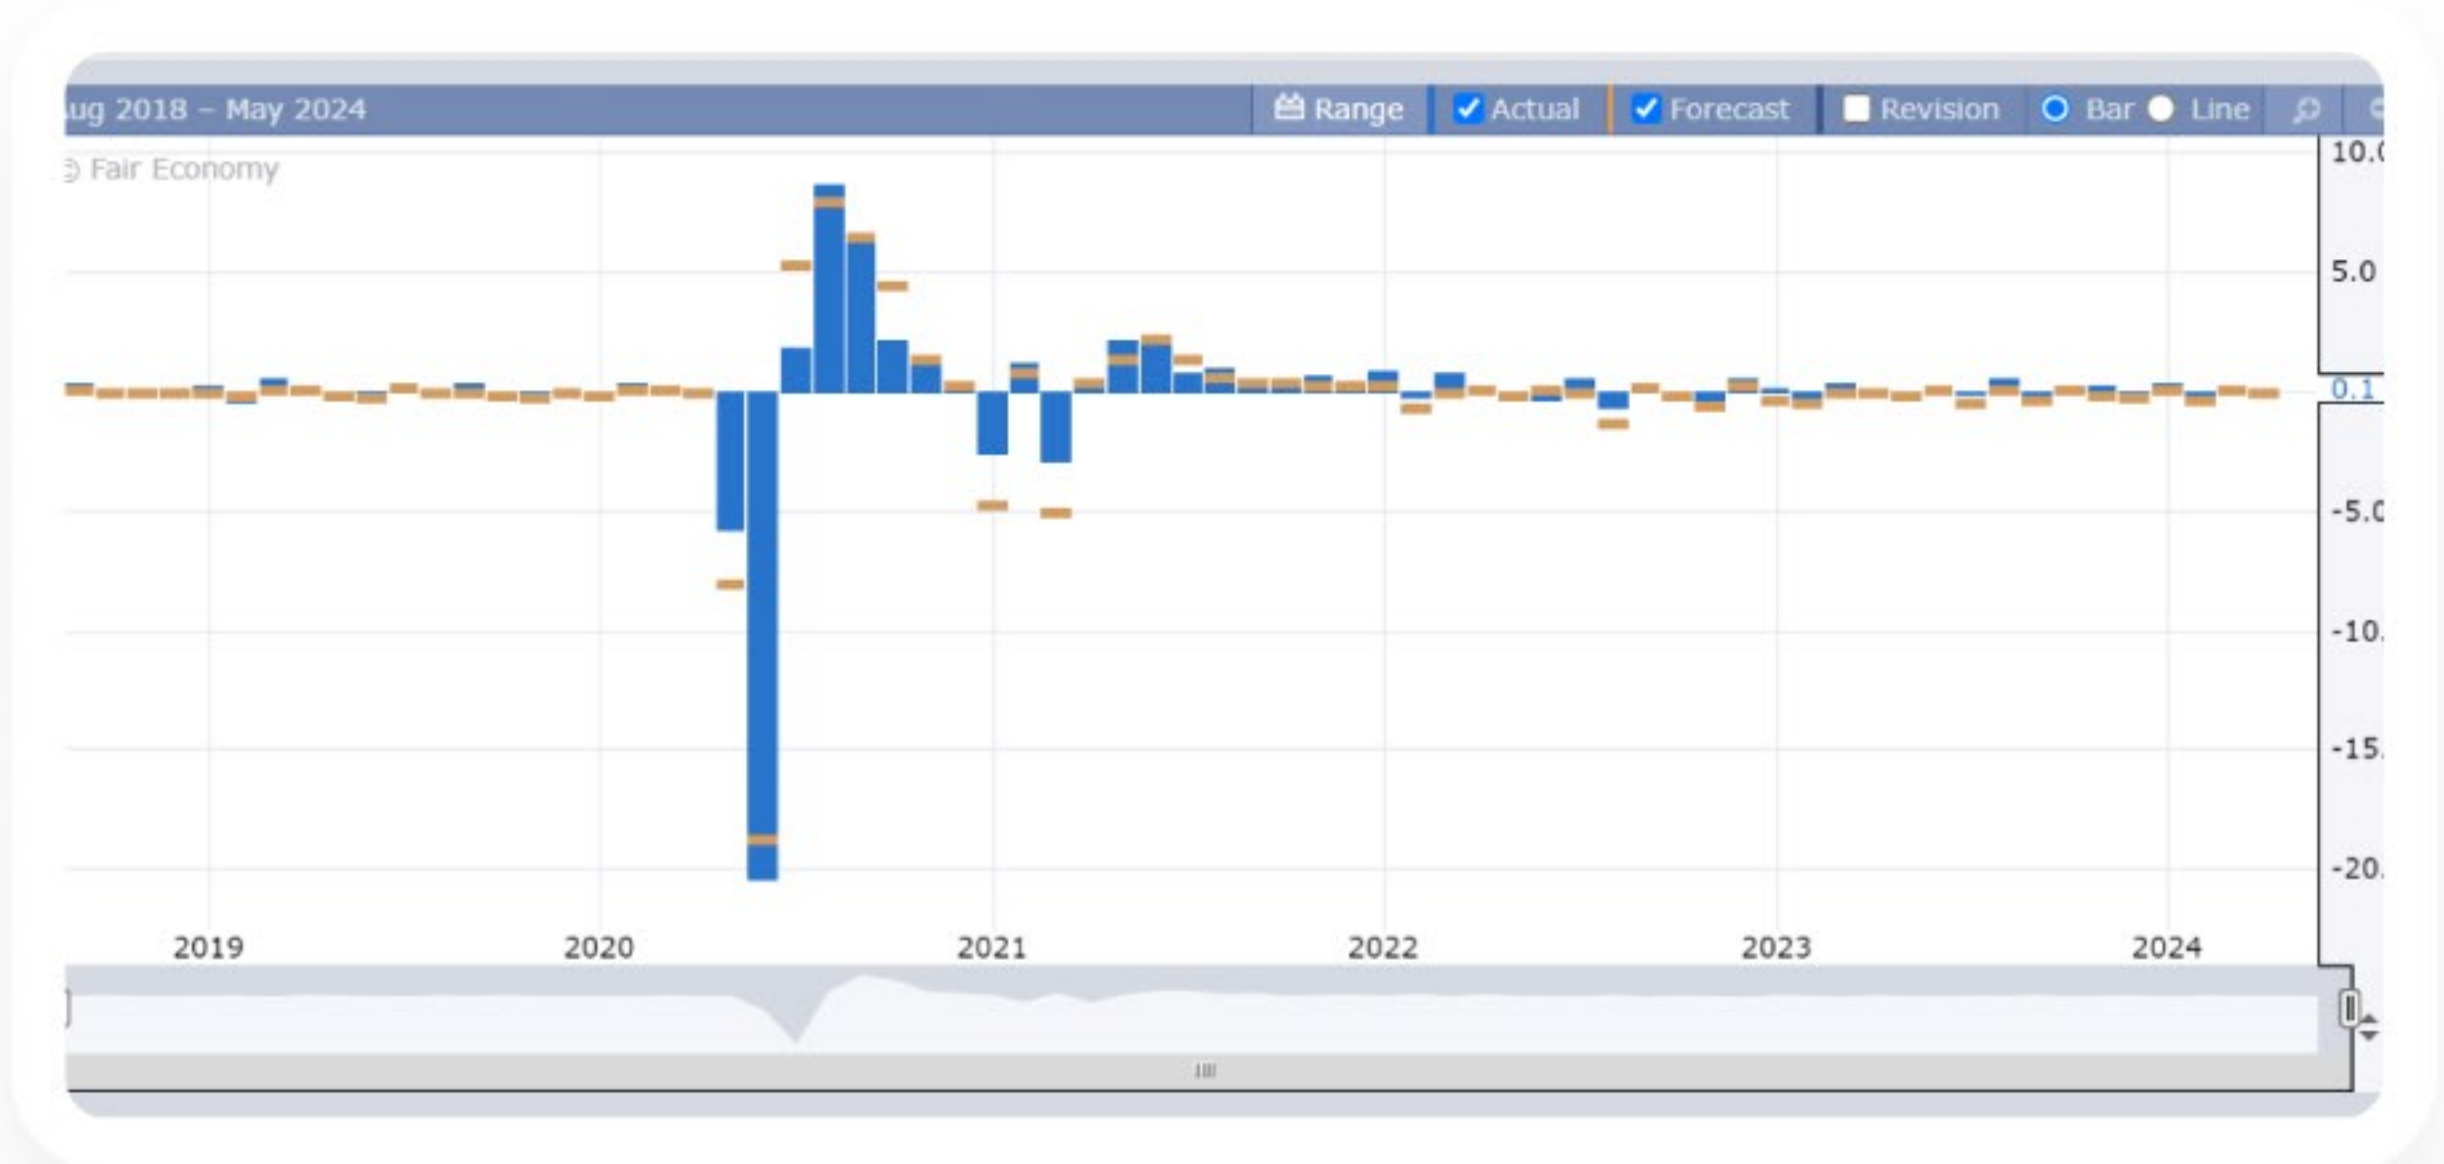 ug 2018 – May 2024 Range Actual Forecast Revision Bar Line
© Fair Economy
10.0
5.0
0.1
-5.0
-10.
-15.
-20.
2019 2020 2021 2022 2023 2024